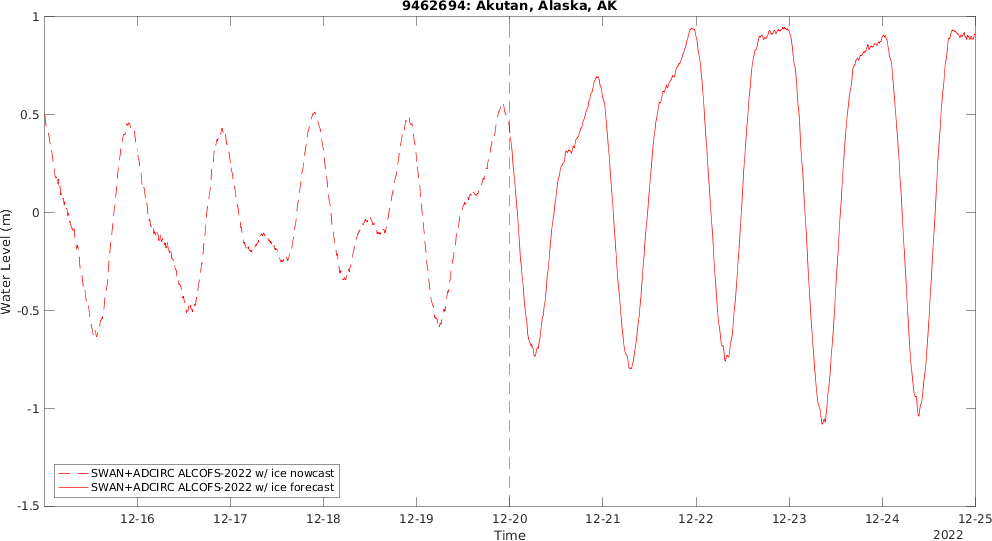 9462694: Akutan, Alaska, AK
1
0.5
0
-0.5
-1
-1.5
Water Level (m)
SWAN+ADCIRC ALCOFS-2022 w/ ice nowcast
SWAN+ADCIRC ALCOFS-2022 w/ ice forecast
12-16 12-17 12-18 12-19 12-20 12-21 12-22 12-23 12-24 12-25
Time
2022